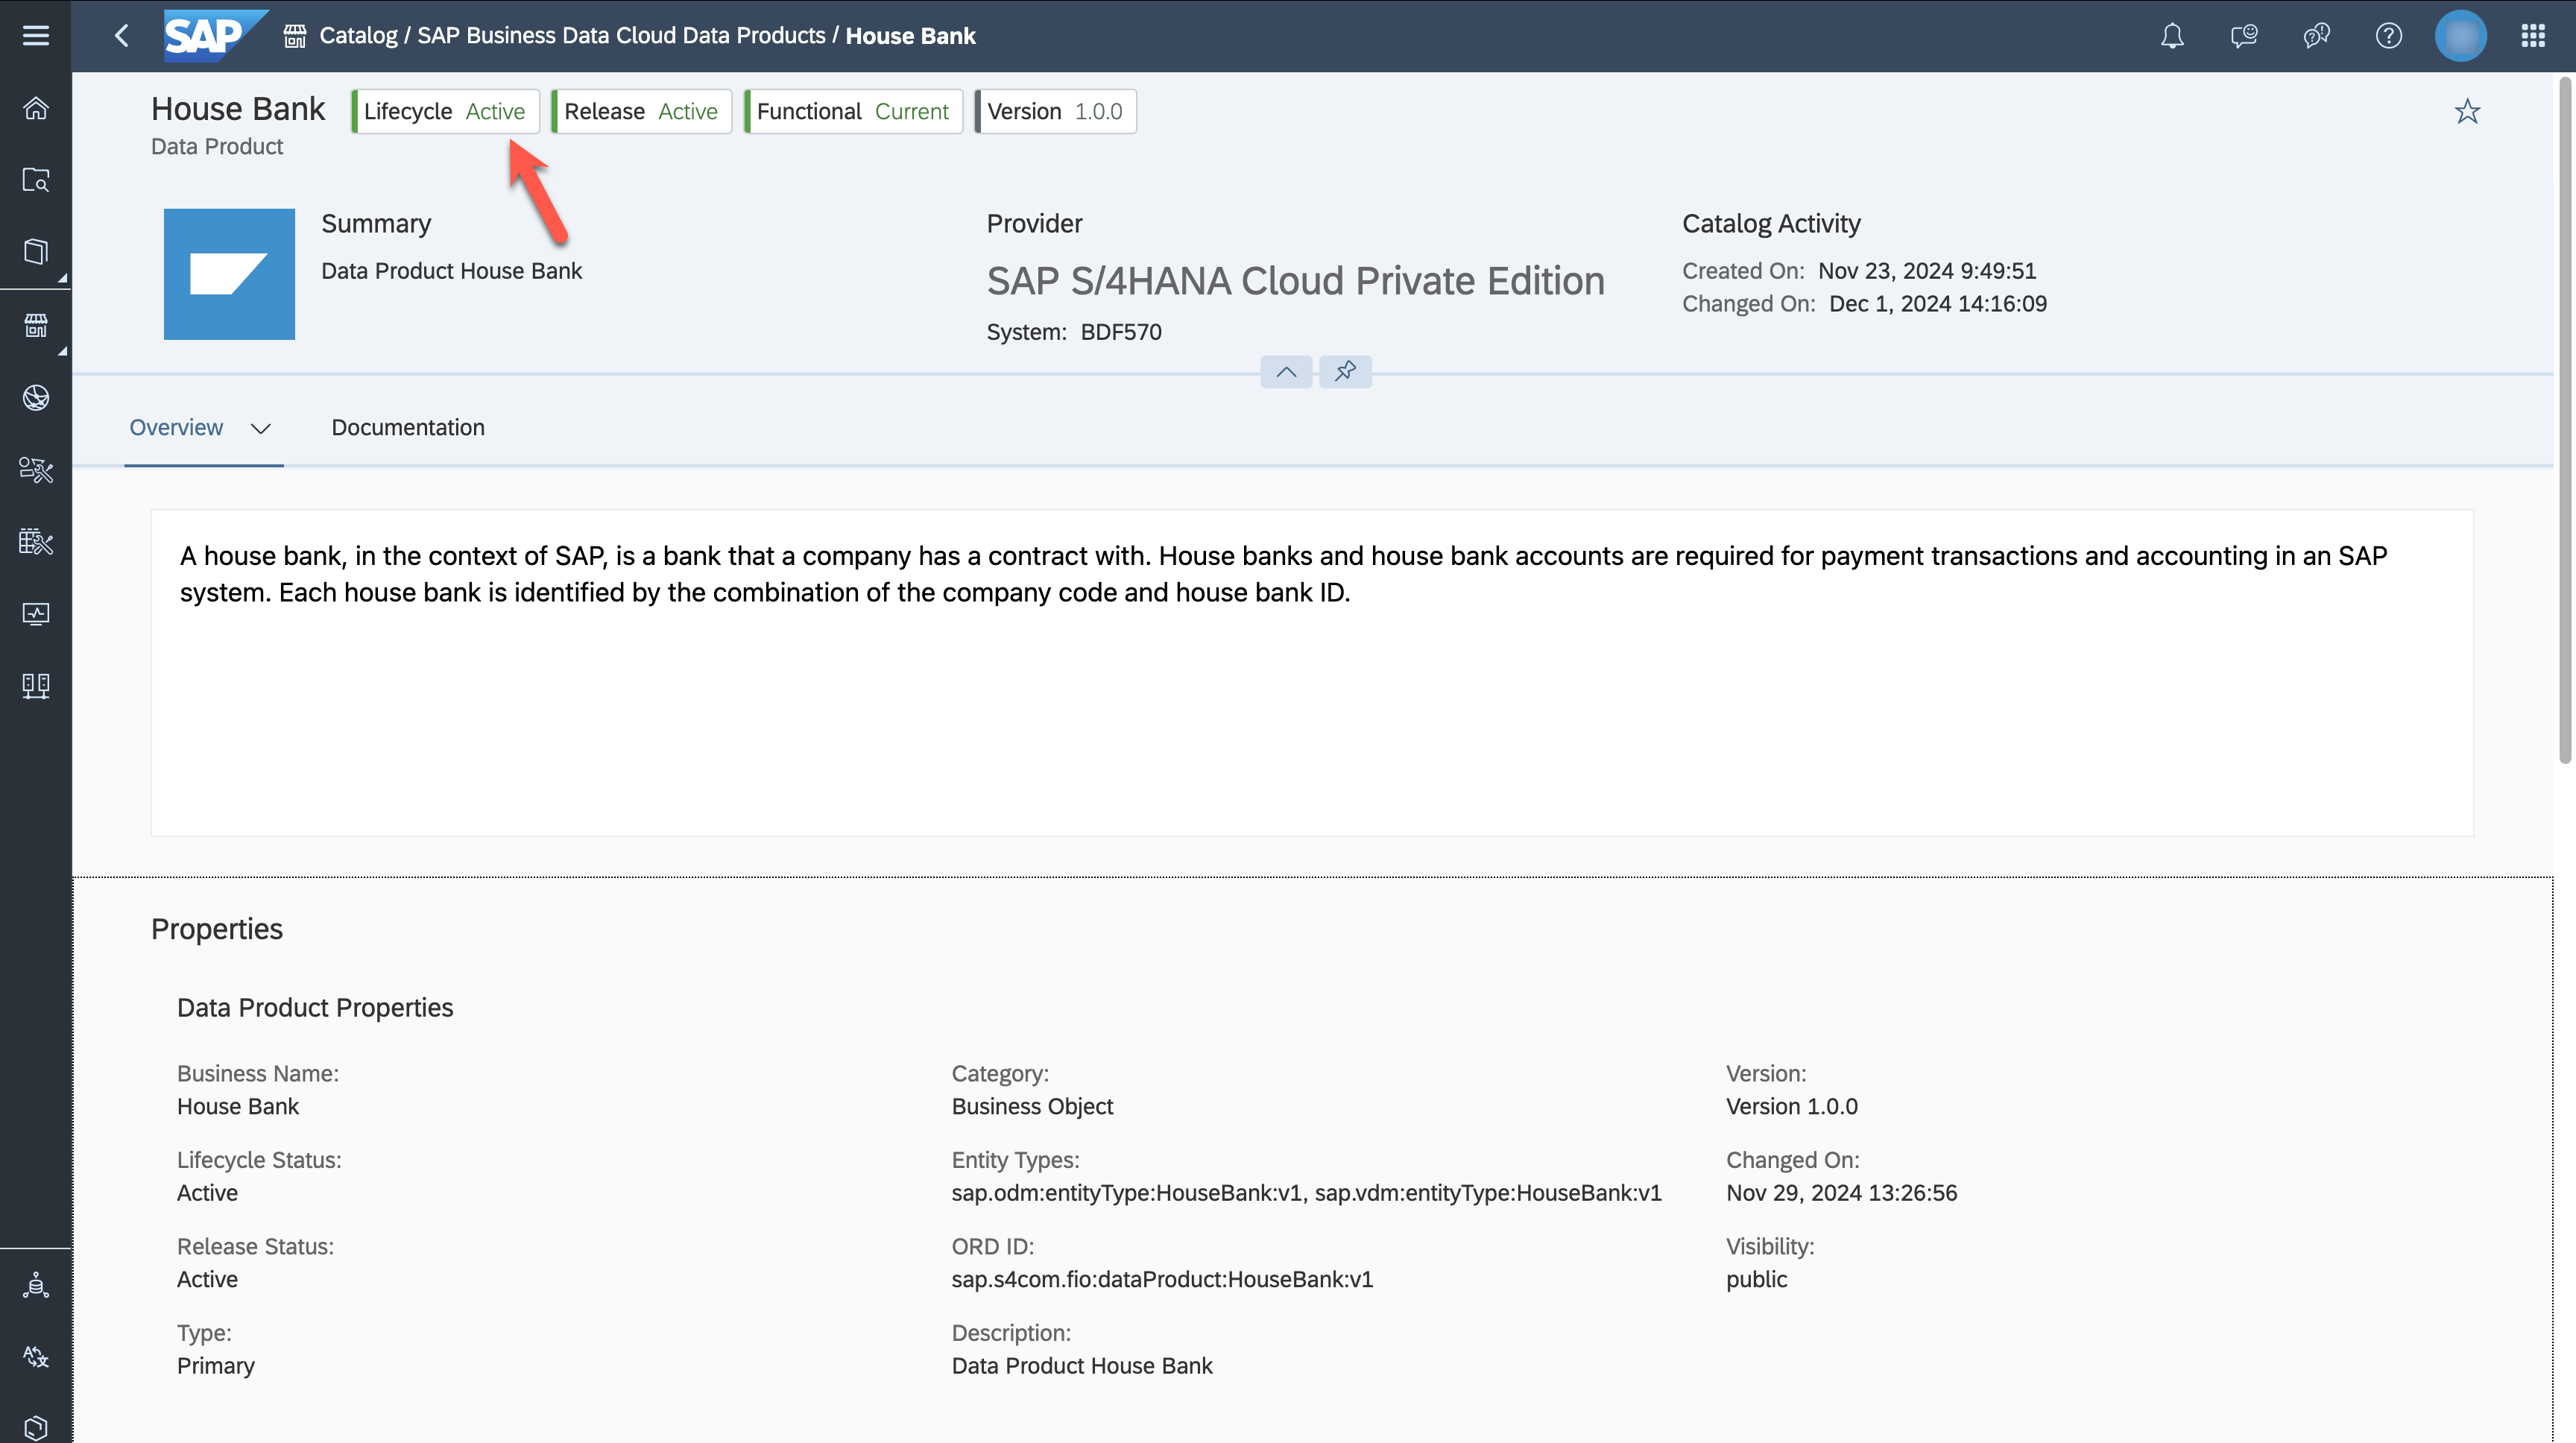 SAP Catalog / SAP Business Data Cloud Data Products / House Bank
House Bank Lifecycle Active Release Active Functional Current Version 1.0.0
Data Product
Summary
Data Product House Bank
Provider
SAP S/4HANA Cloud Private Edition
System: BDF570
Catalog Activity
Created On: Nov 23, 2024 9:49:51
Changed On: Dec 1, 2024 14:16:09
Overview Documentation
A house bank, in the context of SAP, is a bank that a company has a contract with. House banks and house bank accounts are required for payment transactions and accounting in an SAP
system. Each house bank is identified by the combination of the company code and house bank ID.
Properties
Data Product Properties
Business Name:
House Bank
Lifecycle Status:
Active
Release Status:
Active
Type:
Primary
Category:
Business Object
Entity Types:
sap.odm:entityType:HouseBank:v1, sap.vdm:entityType:HouseBank:v1
ORD ID:
sap.s4com.fio:dataProduct:HouseBank:v1
Description:
Data Product House Bank
Version:
Version 1.0.0
Changed On:
Nov 29, 2024 13:26:56
Visibility:
public